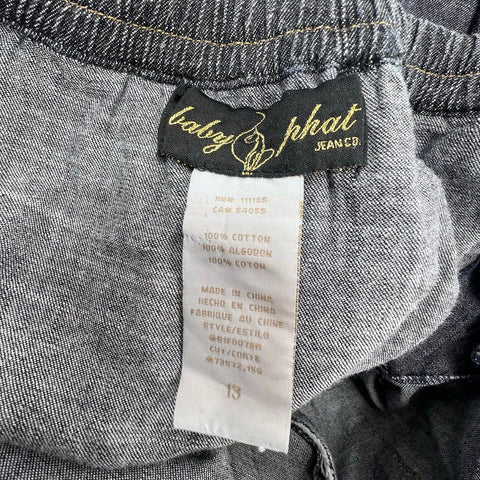 baby phat
JEAN CO.
RN# 111185
CA# 54055
100% COTTON
100% ALGODON
100% COTON
MADE IN CHINA
HECHO EN CHINA
FABRIQUE AU CHINE
STYLE/ESTILO
CUT/CORTE
13